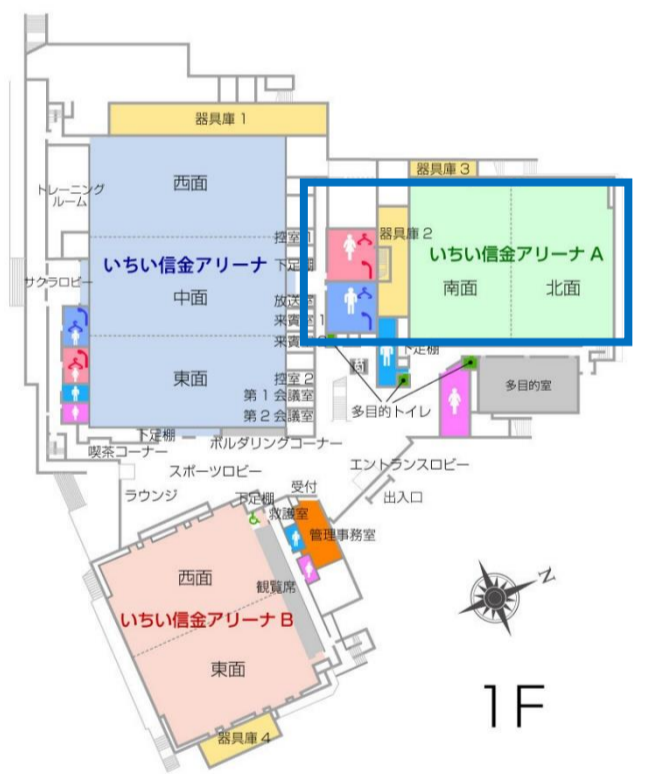 器具庫1
西面
器具庫3
トレーニング
ルーム
控室1
器具庫2
いちい信金アリーナ
下足棚
いちい信金アリーナA
サクラロビー
中面
放送室
南面
北面
来賓室1
来賓室
下足棚
東面
控室2
多目的室
第1会議室
多目的トイレ
第2会議室
下足棚
ボルダリングコーナー
喫茶コーナー
エントランスロビー
スポーツロビー
ラウンジ
受付
出入口
下足棚
救護室
管理事務室
西面
観覧席
N
いちい信金アリーナB
東面
1F
器具庫4